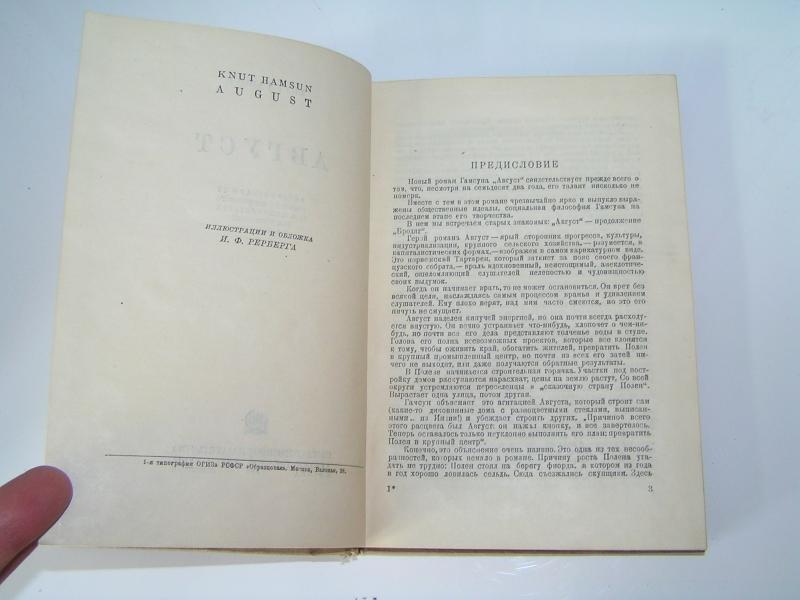 KNUT HAMSUN
AUGUST
ИЛЛЮСТРАЦИИ И ОБЛОЖКА
И. Ф. РЕРБЕРГА
1-я типография ОГИЗа РСФСР «Образцовая». Москва, Валовая, 28.
ПРЕДИСЛОВИЕ
Новый роман Гамсуна „Август“ свидетельствует прежде всего о
том, что, несмотря на семьдесят два года, его талант нисколько не
померк.
Вместе с тем в этом романе чрезвычайно ярко и выпукло выра-
жены общественные идеалы, социальная философия Гамсуна на
последнем этапе его творчества.
В нем мы встречаем старых знакомых: „Август“ — продолжение
„Бродяг“.
Герой романа Август — ярый сторонник прогресса, культуры,
индустриализации, крупного сельского хозяйства, — разумеется, в
капиталистических формах, — изображен в самом карикатурном виде.
Это норвежский Тартарен, который заткнет за пояс своего фран-
цузского собрата, — враль вдохновенный, неистощимый, анекдотиче-
ский, ошеломляющий слушателей нелепостью и чудовищностью
своих выдумок.
Когда он начинает врать, то не может остановиться. Он врет без
всякой цели, наслаждаясь самым процессом вранья и удивлением
слушателей. Ему плохо верят, над ним часто смеются, но это его
ничуть не смущает.
Август наделен кипучей энергией, но она почти всегда расходу-
ется впустую. Он вечно устраивает что-нибудь, хлопочет о чем-ни-
будь, но почти все его дела представляют толченье воды в ступе.
Голова его полна всевозможных проектов, которые все клонятся
к тому, чтобы оживить край, обогатить жителей, превратить Полен
в крупный промышленный центр, но почти из всех его затей ни-
чего не выходит, или даже получаются обратные результаты.
В Полене начинается строительная горячка. Участки под пост-
ройку домов раскупаются нарасхват; цены на землю растут. Со всей
округи устремляются переселенцы в „сказочную страну Полен“.
Вырастает одна улица, потом другая.
Гамсун объясняет это агитацией Августа, который строит сам
(какие-то диковинные дома с разноцветными стеклами, выписан-
ными... из Индии!) и убеждает строить других. „Причиной всего
этого расцвета был Август: он нажал кнопку, и все завертелось.
Теперь оставалось только неуклонно выполнять его план: превратить
Полен в крупный центр“.
Конечно, это объяснение очень наивно. Это одна из тех несооб-
разностей, которых немало в романе. Причину роста Полена уга-
дать не трудно: Полен стоял на берегу фиорда, в котором из года
в год хорошо ловилась сельдь. Сюда съезжались скупщики. Здесь
1*
3